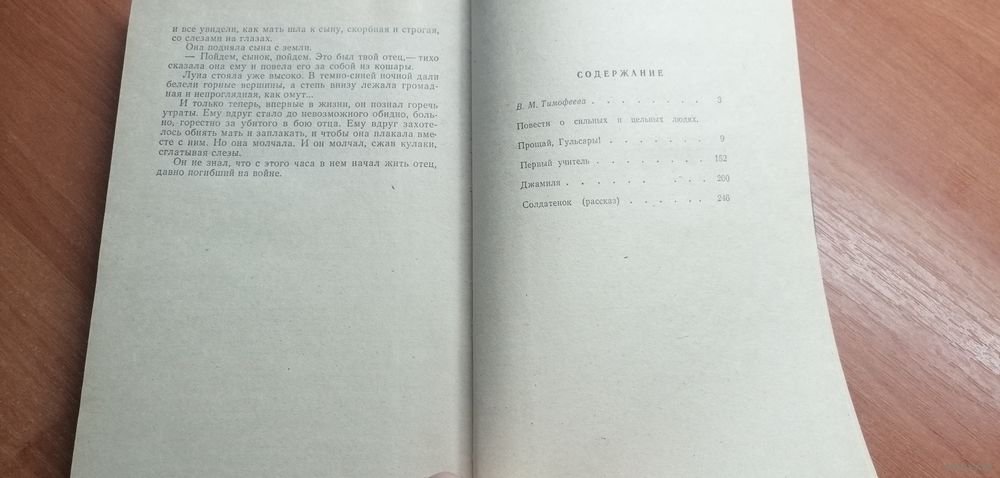 и все увидели, как мать шла к сыну, скорбная и строгая,
со слезами на глазах.
Она подняла сына с земли.
— Пойдем, сынок, пойдем. Это был твой отец,— тихо
сказала она ему и повела его за собой из кошары.
Луна стояла уже высоко. В темно-синей ночной дали
белели горные вершины, а степь внизу лежала громад-
ная и непроглядная, как омут...
И только теперь, впервые в жизни, он познал горечь
утраты. Ему вдруг стало до невозможного обидно, боль-
но, горестно за убитого в бою отца. Ему вдруг захоте-
лось обнять мать и заплакать, и чтобы она плакала вме-
сте с ним. Но она молчала. И он молчал, сжав кулаки,
сглатывая слезы.
Он не знал, что с этого часа в нем начал жить отец,
давно погибший на войне.
СОДЕРЖАНИЕ
В. М. Тимофеева . . . . . . . . 3
Повести о сильных и цельных людях.
Прощай, Гульсары! . . . . . . . 9
Первый учитель . . . . . . . . 152
Джамиля . . . . . . . . 200
Солдатенок (рассказ) . . . . . . 246